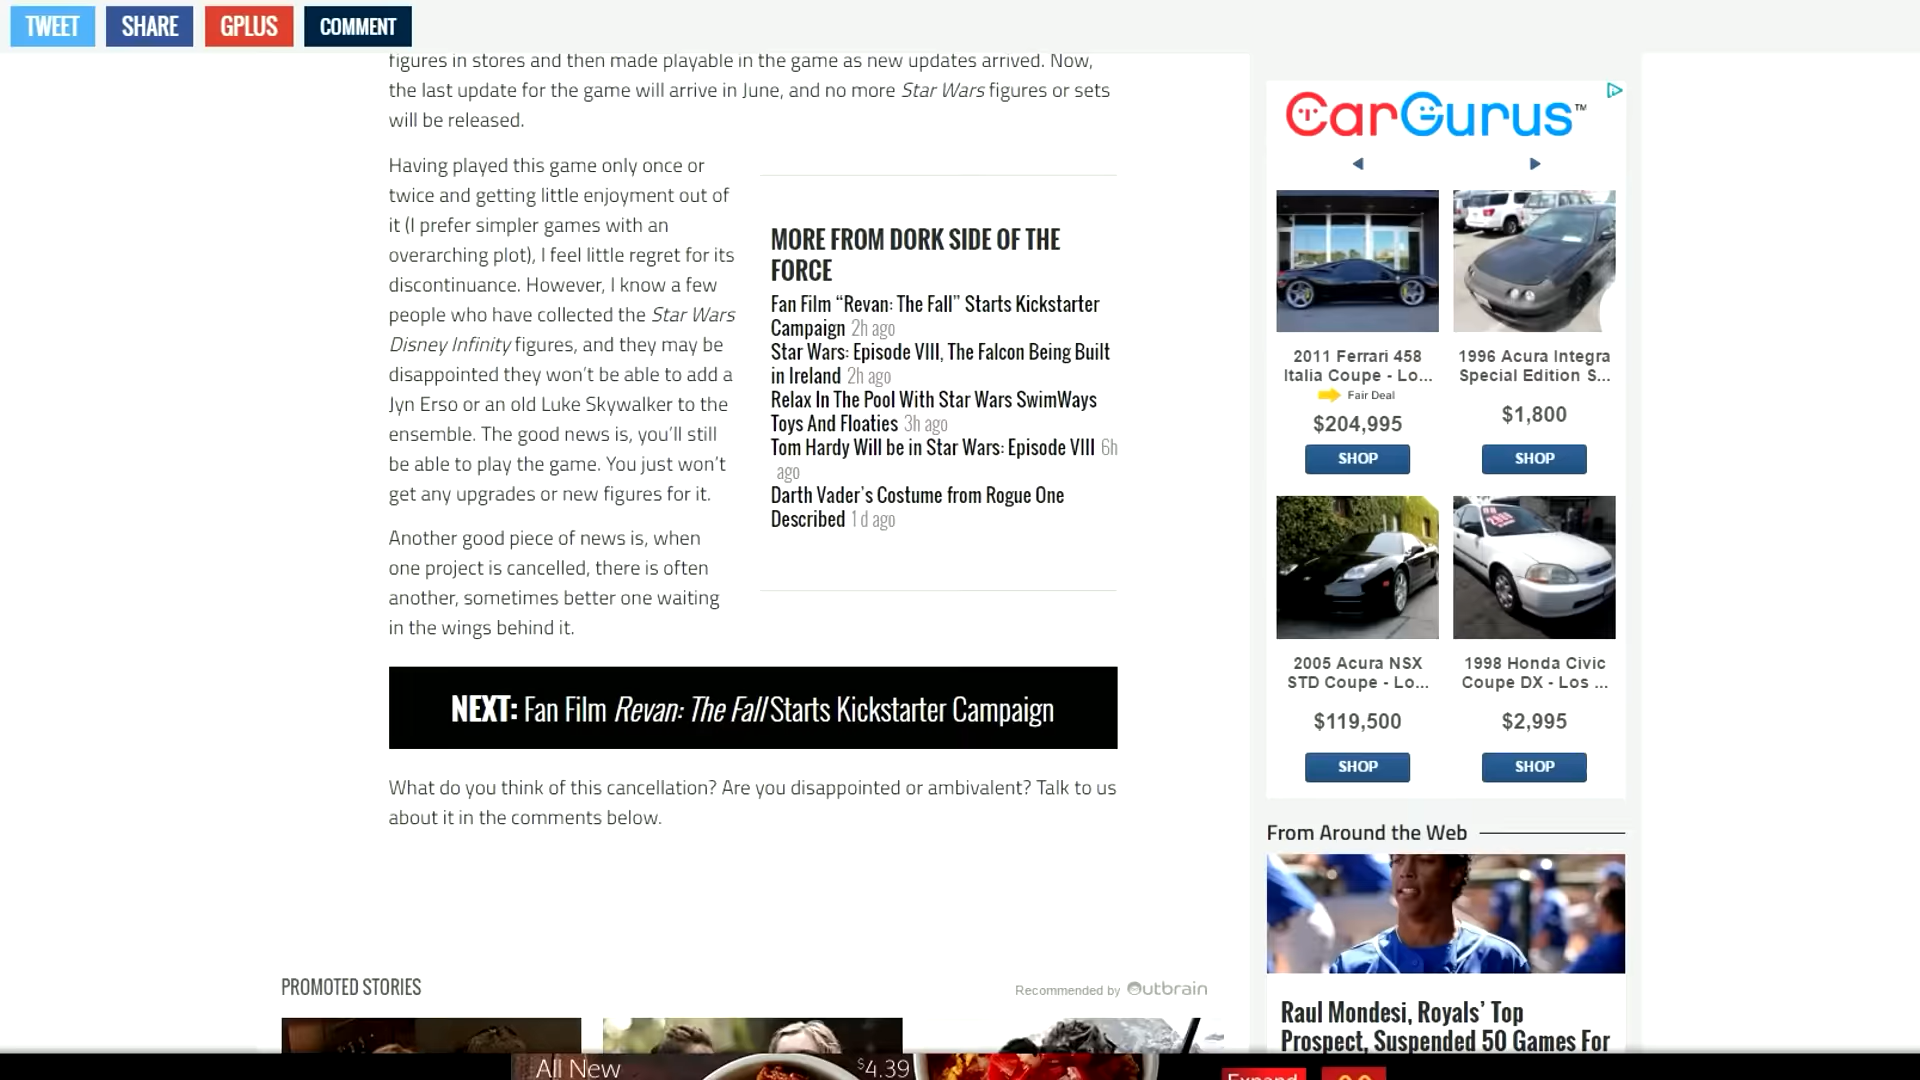 TWEET
SHARE
GPLUS
COMMENT
figures in stores and then made playable in the game as new updates arrived. Now,
the last update for the game will arrive in June, and no more Star Wars figures or sets
will be released.
Having played this game only once or
twice and getting little enjoyment out of
it (I prefer simpler games with an
overarching plot), I feel little regret for its
discontinuance. However, I know a few
people who have collected the Star Wars
Disney Infinity figures, and they may be
disappointed they won't be able to add a
Jyn Erso or an old Luke Skywalker to the
ensemble. The good news is, you'll still
be able to play the game. You just won't
get any upgrades or new figures for it.
Another good piece of news is, when
one project is cancelled, there is often
another, sometimes better one waiting
in the wings behind it.
MORE FROM DORK SIDE OF THE
FORCE
Fan Film “Revan: The Fall” Starts Kickstarter
Campaign 2h ago
Star Wars: Episode VIII, The Falcon Being Built
in Ireland 2h ago
Relax In The Pool With Star Wars SwimWays
Toys And Floaties 3h ago
Tom Hardy Will be in Star Wars: Episode VIII 6h
ago
Darth Vader's Costume from Rogue One
Described 1 d ago
NEXT: Fan Film Revan: The Fall Starts Kickstarter Campaign
What do you think of this cancellation? Are you disappointed or ambivalent? Talk to us
about it in the comments below.
PROMOTED STORIES
Recommended by Outbrain
All New
$4.39
CarGurus™
2011 Ferrari 458
Italia Coupe - Lo...
Fair Deal
$204,995
SHOP
1996 Acura Integra
Special Edition S...
$1,800
SHOP
2005 Acura NSX
STD Coupe - Lo...
$119,500
SHOP
1998 Honda Civic
Coupe DX - Los ...
$2,995
SHOP
From Around the Web
Raul Mondesi, Royals' Top
Prospect, Suspended 50 Games For
Expand